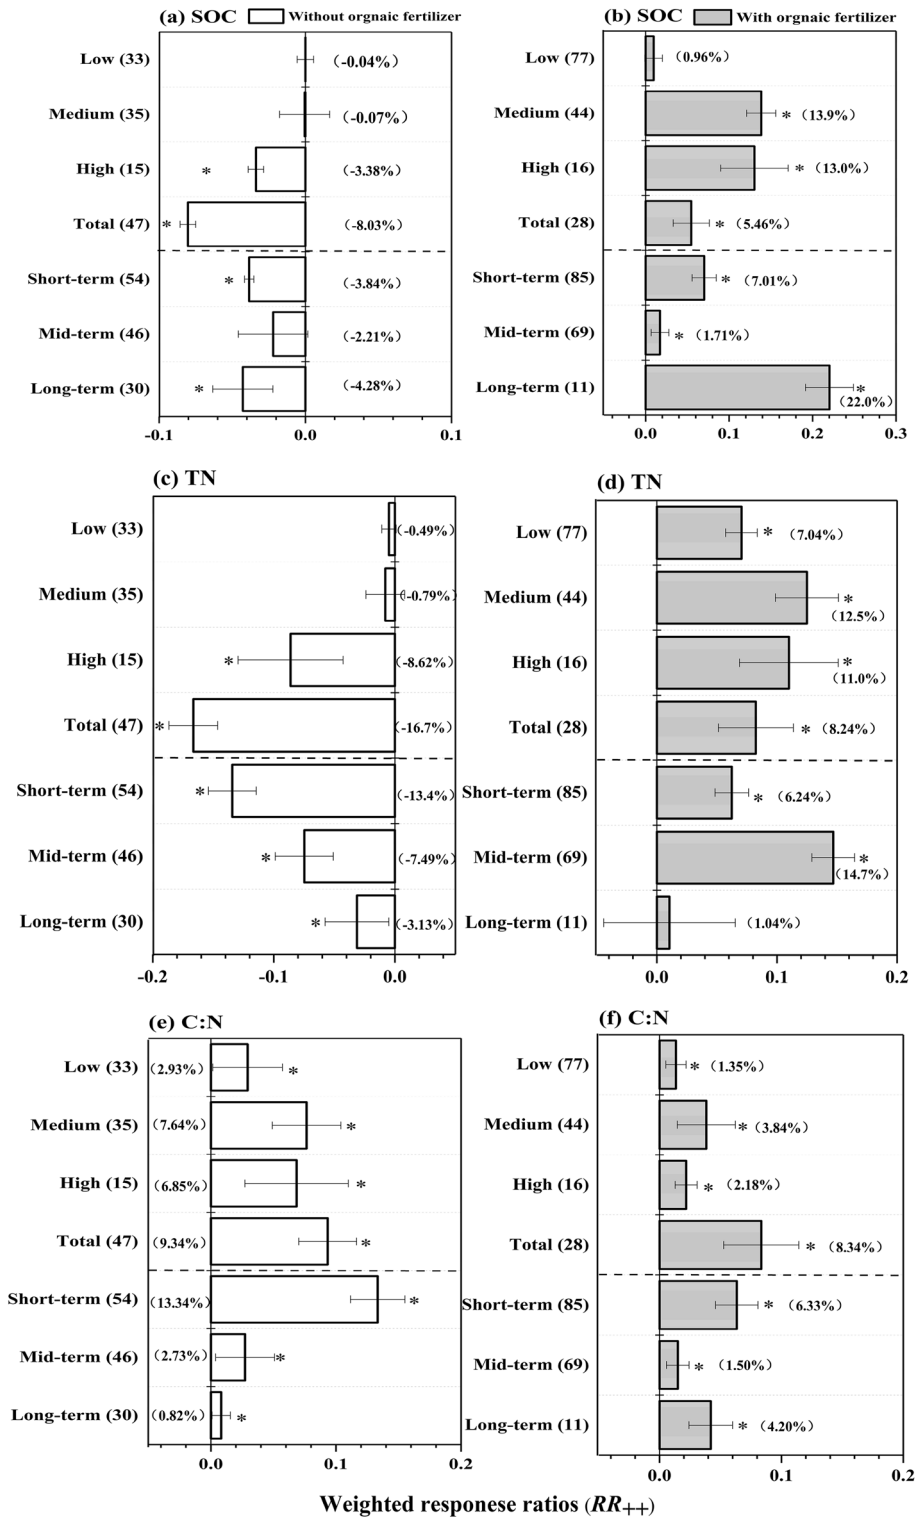 (a) SOC Without orgnaic fertilizer
Low (33) (-0.04%)
Medium (35) (-0.07%)
High (15) * (-3.38%)
Total (47) * (-8.03%)
Short-term (54) * (-3.84%)
Mid-term (46) (-2.21%)
Long-term (30) * (-4.28%)
-0.1 0.0 0.1
(b) SOC With orgnaic fertilizer
Low (77) (0.96%)
Medium (44) * (13.9%)
High (16) * (13.0%)
Total (28) * (5.46%)
Short-term (85) * (7.01%)
Mid-term (69) * (1.71%)
Long-term (11) * (22.0%)
0.0 0.1 0.2 0.3
(c) TN
Low (33) (-0.49%)
Medium (35) (-0.79%)
High (15) * (-8.62%)
Total (47) * (-16.7%)
Short-term (54) * (-13.4%)
Mid-term (46) * (-7.49%)
Long-term (30) * (-3.13%)
-0.2 -0.1 0.0
(d) TN
Low (77) * (7.04%)
Medium (44) * (12.5%)
High (16) * (11.0%)
Total (28) * (8.24%)
Short-term (85) * (6.24%)
Mid-term (69) * (14.7%)
Long-term (11) (1.04%)
0.0 0.1 0.2
(e) C:N
Low (33) (2.93%) *
Medium (35) (7.64%) *
High (15) (6.85%) *
Total (47) (9.34%) *
Short-term (54) (13.34%) *
Mid-term (46) (2.73%) *
Long-term (30) (0.82%) *
0.0 0.1 0.2
(f) C:N
Low (77) * (1.35%)
Medium (44) * (3.84%)
High (16) * (2.18%)
Total (28) * (8.34%)
Short-term (85) * (6.33%)
Mid-term (69) * (1.50%)
Long-term (11) * (4.20%)
0.0 0.1 0.2
Weighted responese ratios (RR++)